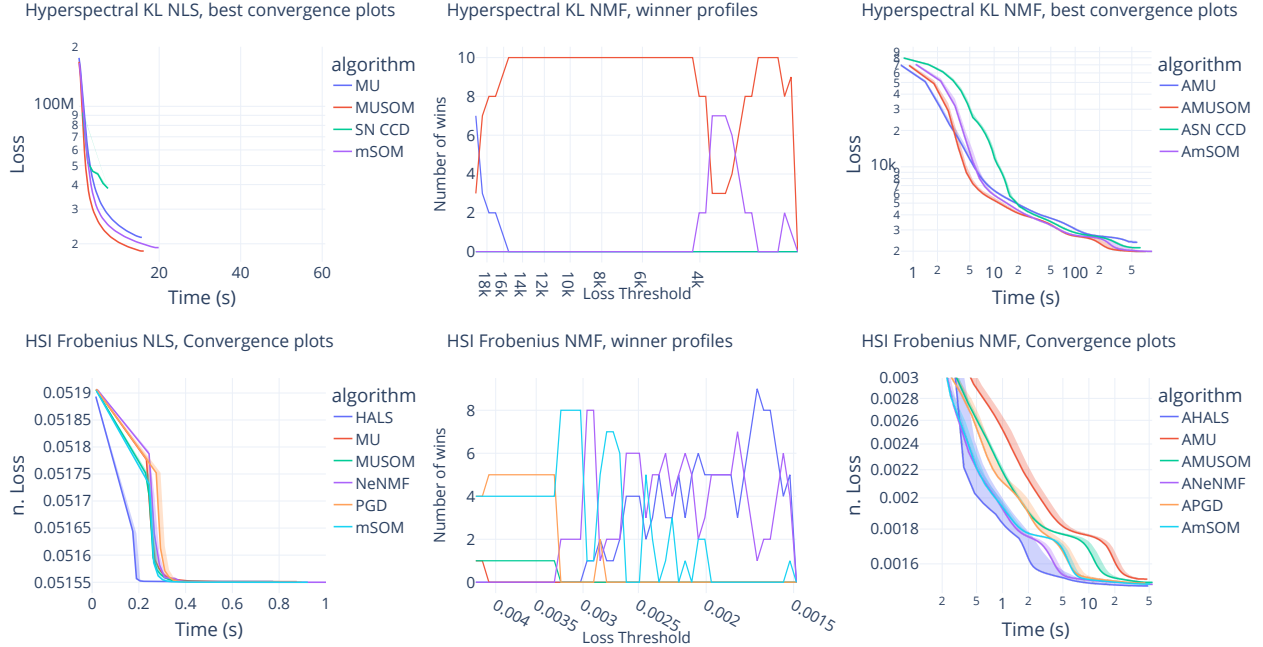 Hyperspectral KL NLS, best convergence plots
2
100M
9
8
7
6
5
4
3
2
Loss
20
40
60
Time (s)
algorithm
MU
MUSOM
SN CCD
mSOM
Hyperspectral KL NMF, winner profiles
10
8
6
4
2
0
Number of wins
18k
16k
14k
12k
10k
8k
6k
4k
Loss Threshold
Hyperspectral KL NMF, best convergence plots
9
8
7
6
5
4
3
2
10k
9
8
7
6
5
4
3
2
Loss
1
2
5
10
2
5
100
2
5
Time (s)
algorithm
AMU
AMUSOM
ASN CCD
AmSOM
HSI Frobenius NLS, Convergence plots
0.0519
0.05185
0.0518
0.05175
0.0517
0.05165
0.0516
0.05155
n. Loss
0
0.2
0.4
0.6
0.8
1
Time (s)
algorithm
HALS
MU
MUSOM
NeNMF
PGD
mSOM
HSI Frobenius NMF, winner profiles
8
6
4
2
0
Number of wins
0.004
0.0035
0.003
0.0025
0.002
0.0015
Loss Threshold
HSI Frobenius NMF, Convergence plots
0.003
0.0028
0.0026
0.0024
0.0022
0.002
0.0018
0.0016
n. Loss
2
5
1
2
5
10
2
5
Time (s)
algorithm
AHALS
AMU
AMUSOM
ANeNMF
APGD
AmSOM